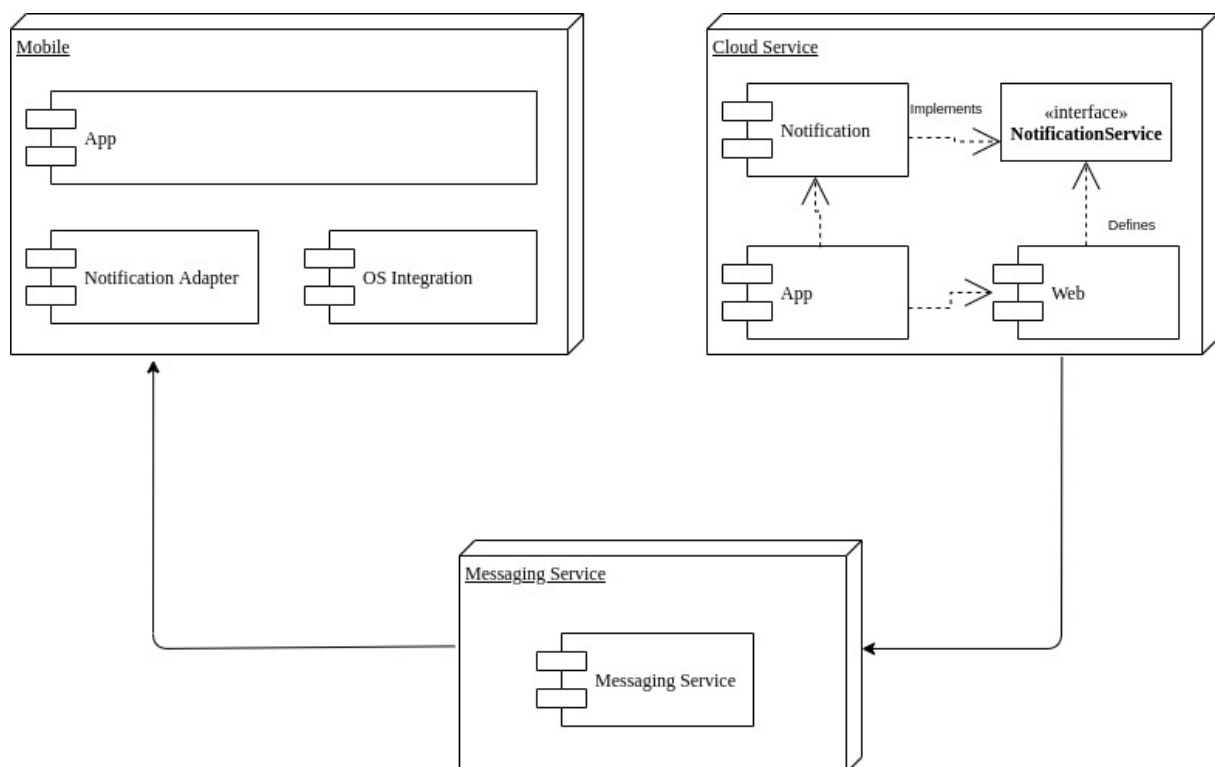 Mobile
App
Notification Adapter
OS Integration
Cloud Service
Notification
Implements
«interface»
NotificationService
Defines
App
Web
Messaging Service
Messaging Service